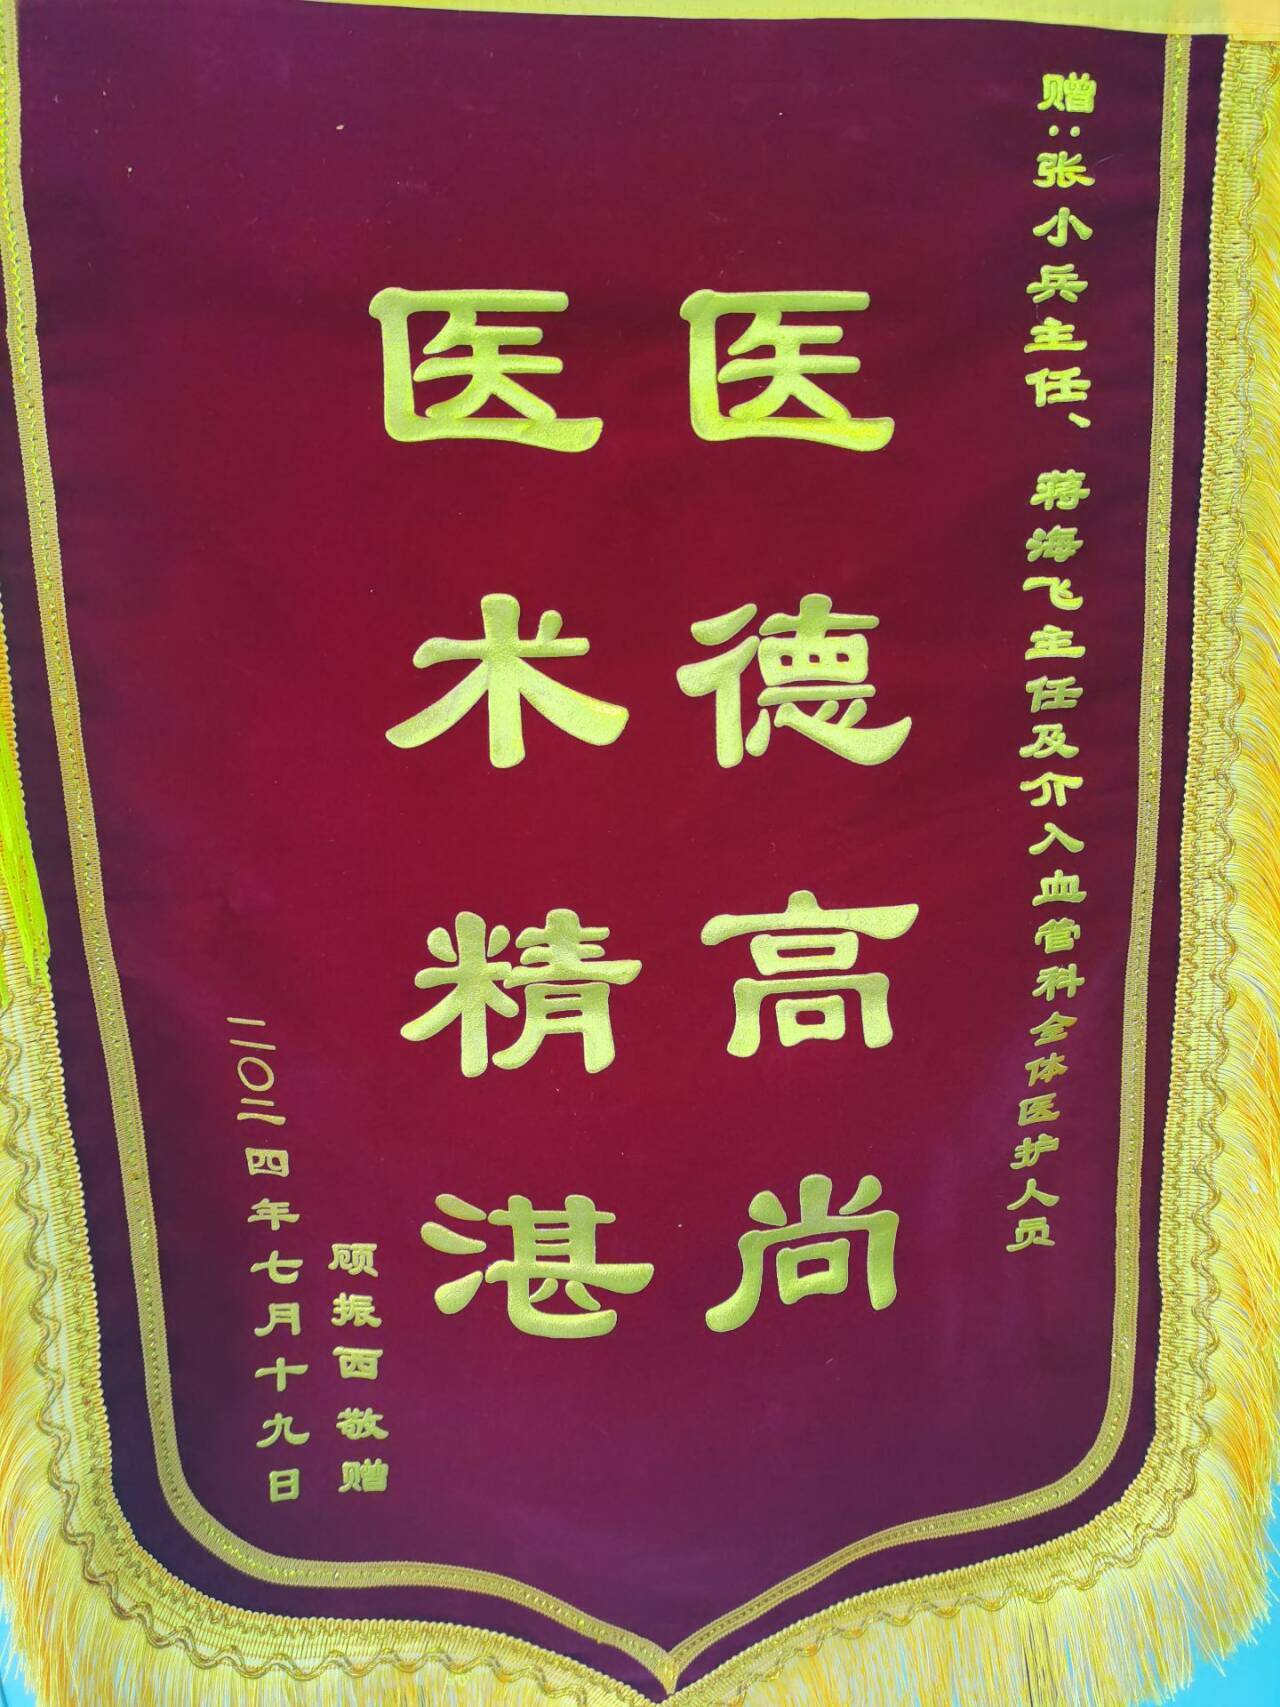 赠：张小兵主任、蒋海飞主任及介入血管科全体医护人员
医德高尚
医术精湛
顾振西敬赠
二〇二四年七月十九日